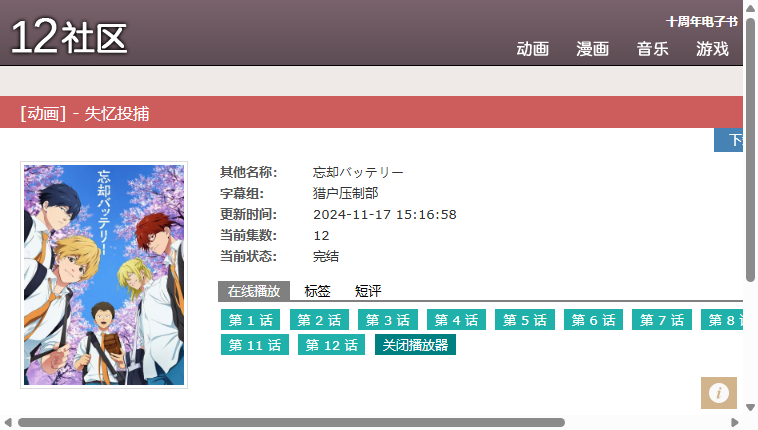 12社区
十周年电子书
动画 漫画 音乐 游戏
[动画] - 失忆投捕
忘却バッテリー
其他名称: 忘却バッテリー
字幕组: 猎户压制部
更新时间: 2024-11-17 15:16:58
当前集数: 12
当前状态: 完结
在线播放 标签 短评
第 1 话 第 2 话 第 3 话 第 4 话 第 5 话 第 6 话 第 7 话 第 8
第 11 话 第 12 话 关闭播放器
i